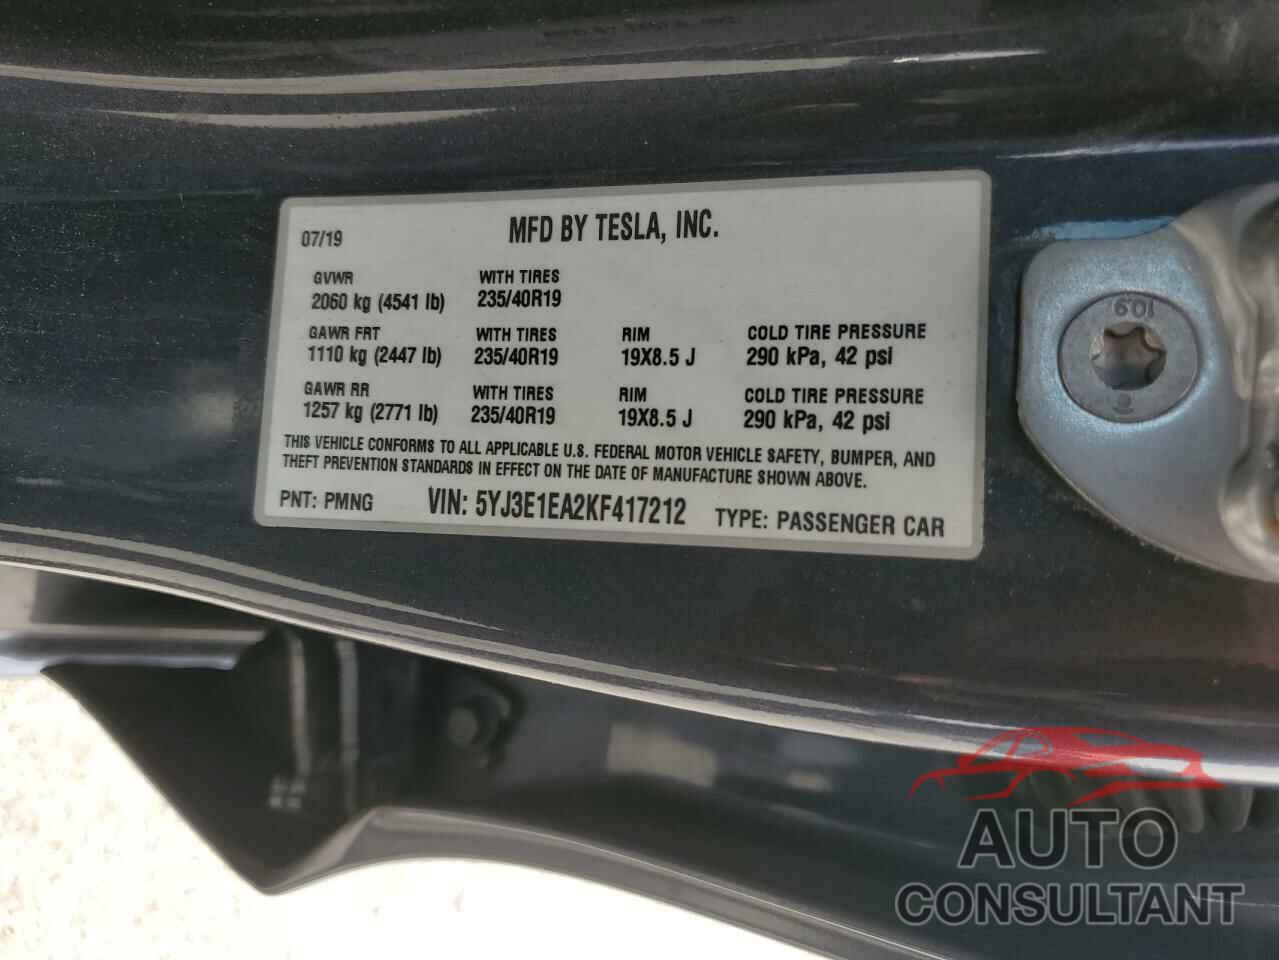 07/19 MFD BY TESLA, INC.
GVWR WITH TIRES
2060 kg (4541 lb) 235/40R19
GAWR FRT WITH TIRES RIM COLD TIRE PRESSURE
1110 kg (2447 lb) 235/40R19 19X8.5 J 290 kPa, 42 psi
GAWR RR WITH TIRES RIM COLD TIRE PRESSURE
1257 kg (2771 lb) 235/40R19 19X8.5 J 290 kPa, 42 psi
THIS VEHICLE CONFORMS TO ALL APPLICABLE U.S. FEDERAL MOTOR VEHICLE SAFETY, BUMPER, AND
THEFT PREVENTION STANDARDS IN EFFECT ON THE DATE OF MANUFACTURE SHOWN ABOVE.
PNT: PMNG VIN: 5YJ3E1EA2KF417212 TYPE: PASSENGER CAR
10.9
AUTO
CONSULTANT